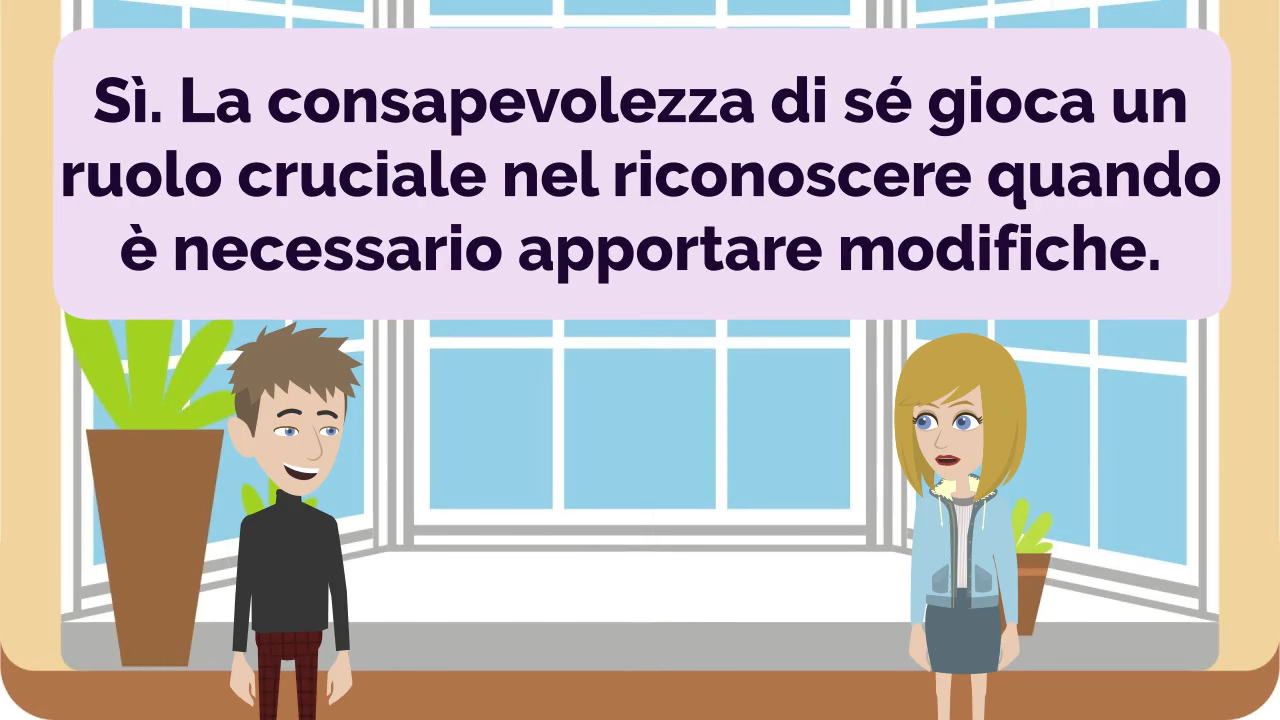 Sì. La consapevolezza di sé gioca un
ruolo cruciale nel riconoscere quando
è necessario apportare modifiche.